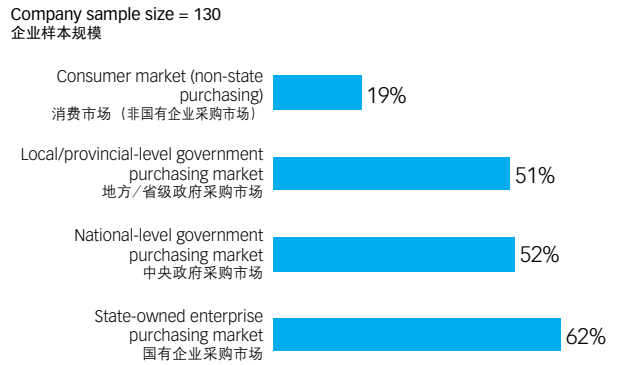 Company sample size = 130
企业样本规模
Consumer market (non-state
purchasing)
消费市场（非国有企业采购市场）
19%
Local/provincial-level government
purchasing market
地方/省级政府采购市场
51%
National-level government
purchasing market
中央政府采购市场
52%
State-owned enterprise
purchasing market
国有企业采购市场
62%